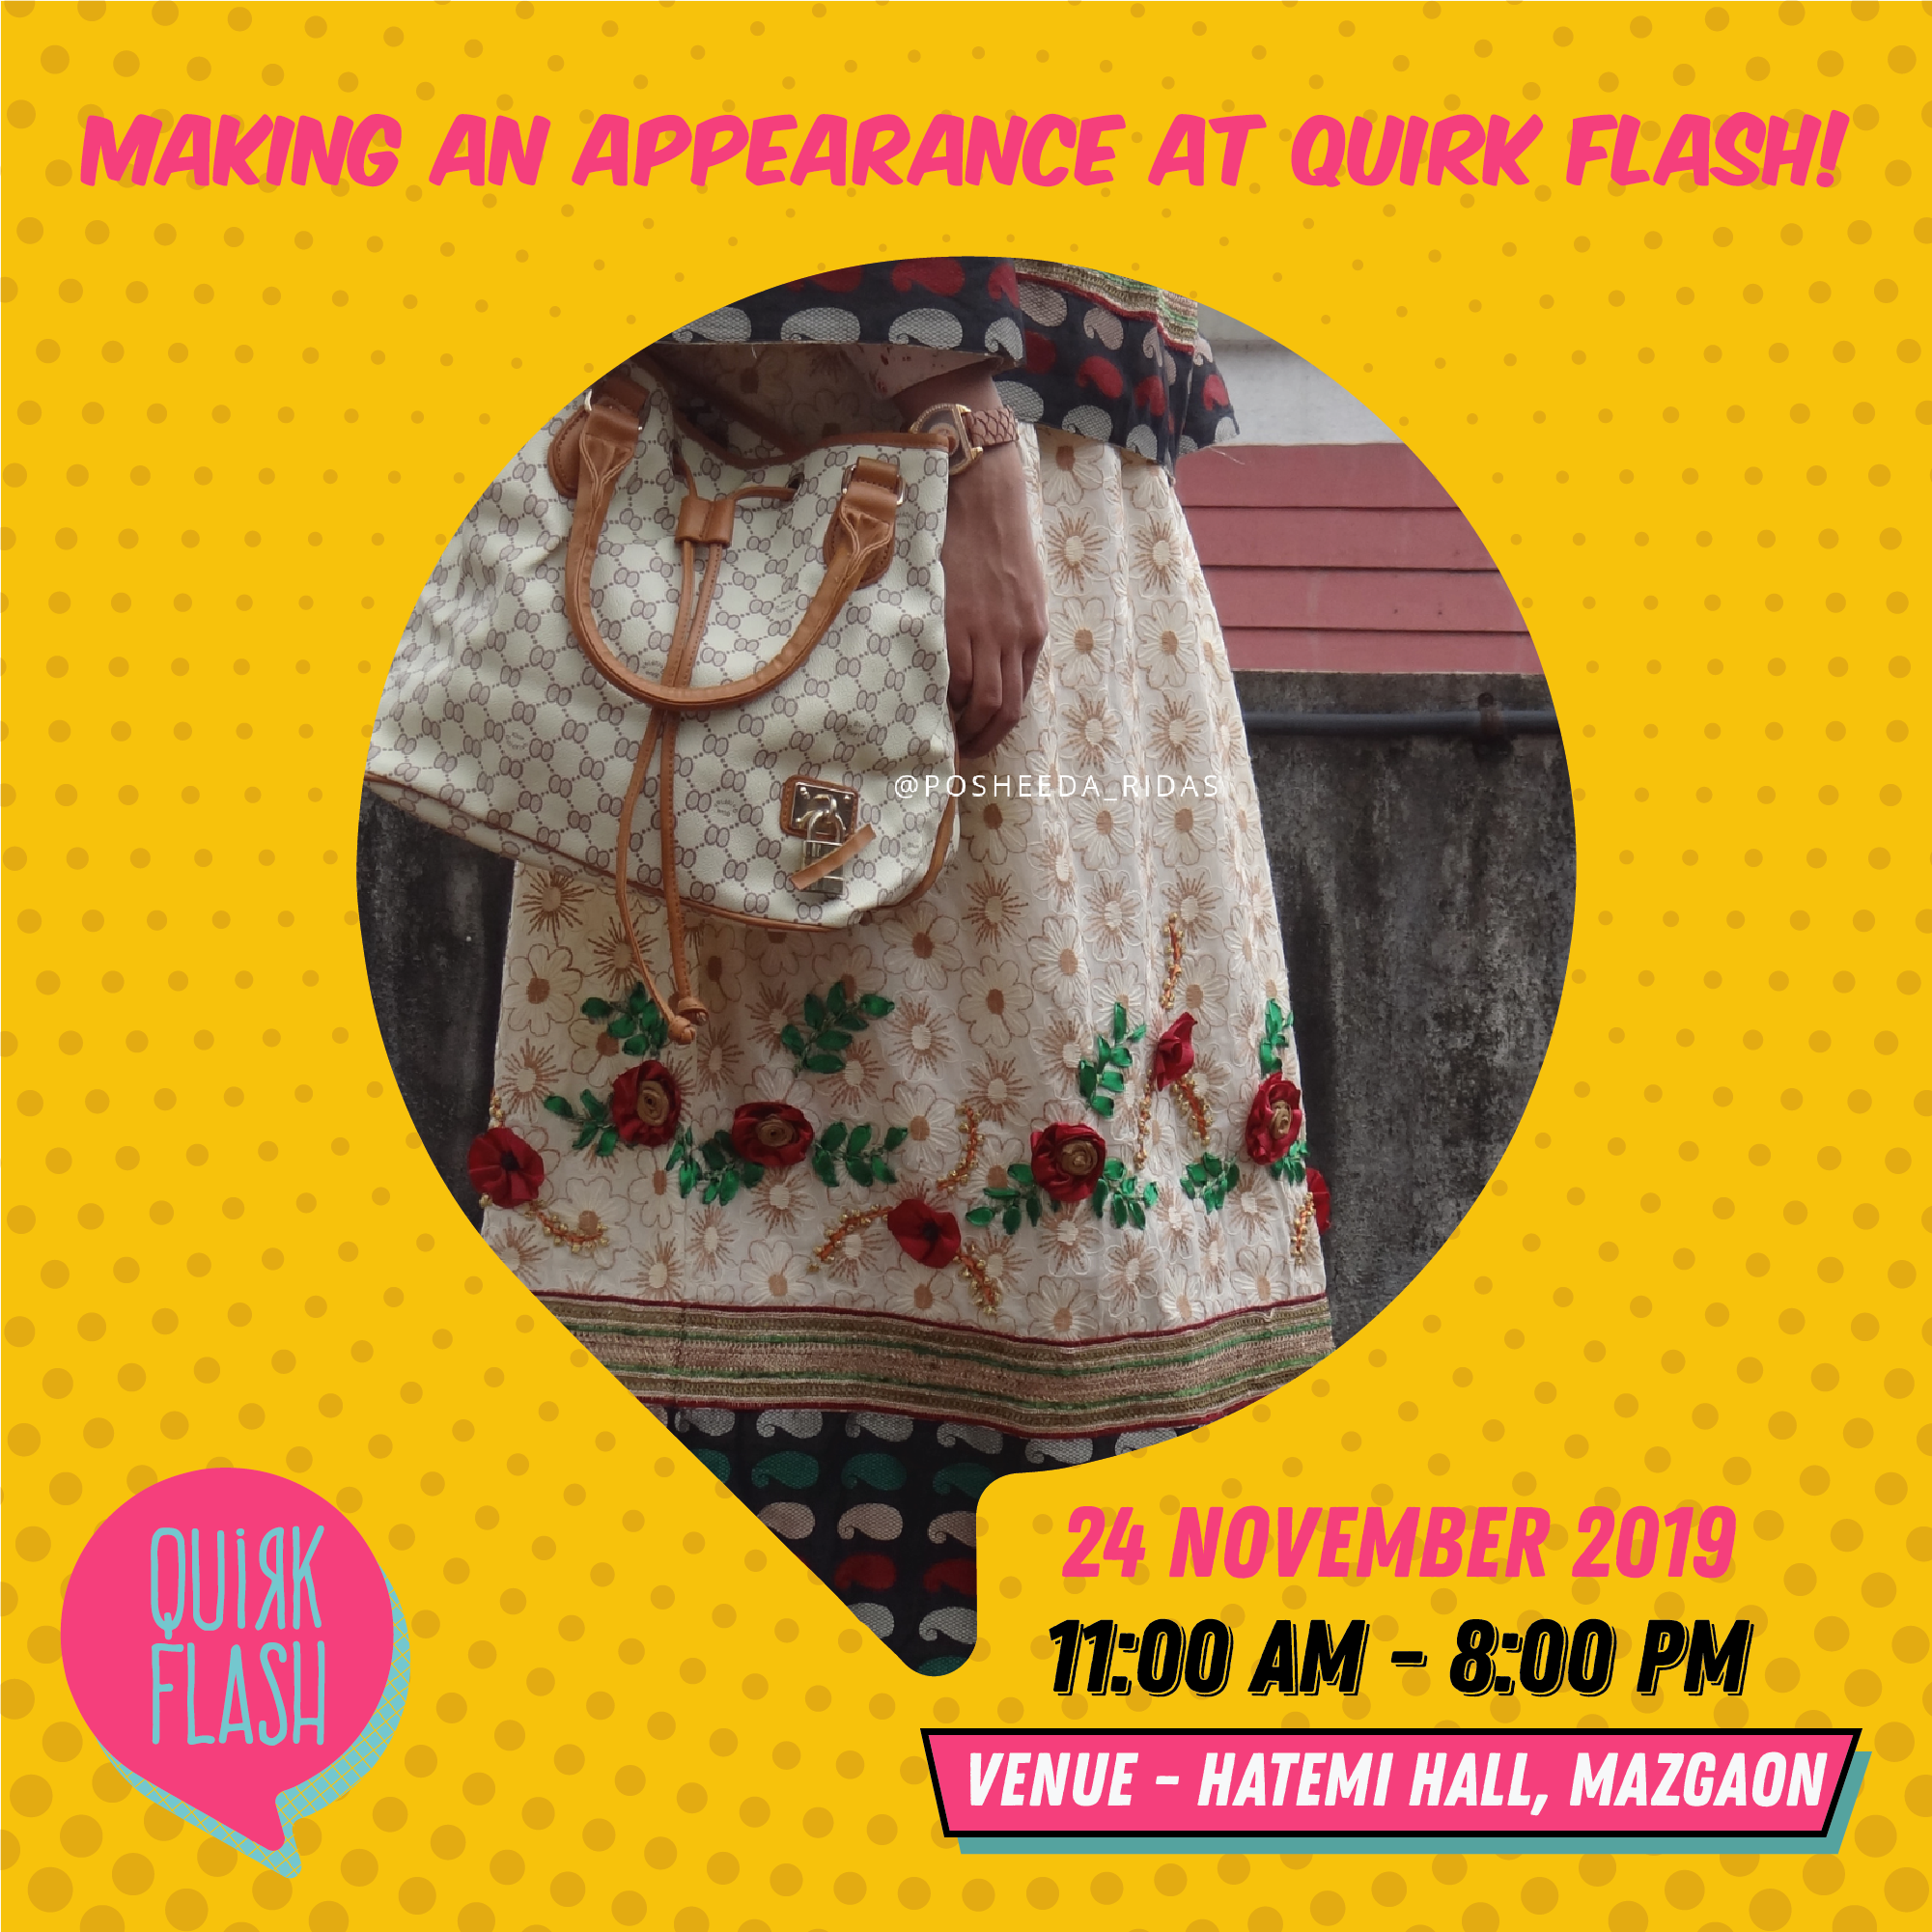 MAKING AN APPEARANCE AT QUIRK FLASH!
@POSHEEDA_RIDAS
QUIRK
FLASH
24 NOVEMBER 2019
11:00 AM - 8:00 PM
VENUE - HATEMI HALL, MAZGAON